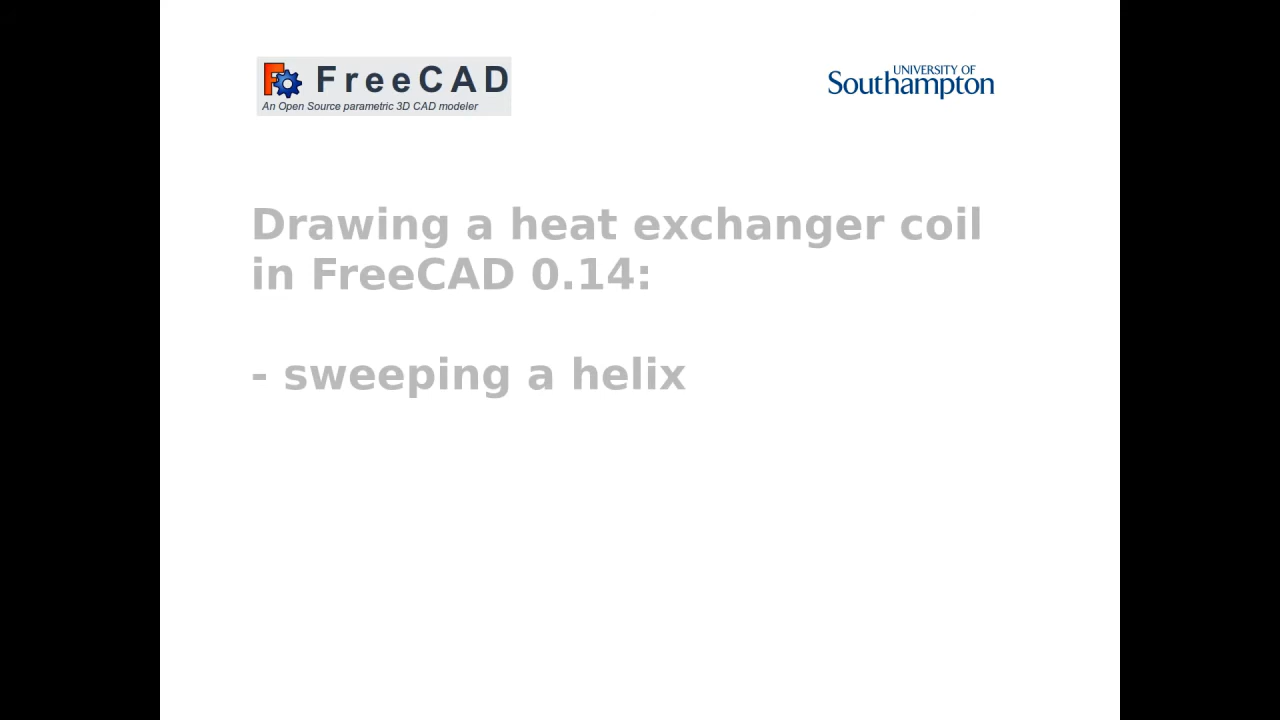 FreeCAD
An Open Source parametric 3D CAD modeler
UNIVERSITY OF
Southampton
Drawing a heat exchanger coil
in FreeCAD 0.14:
- sweeping a helix